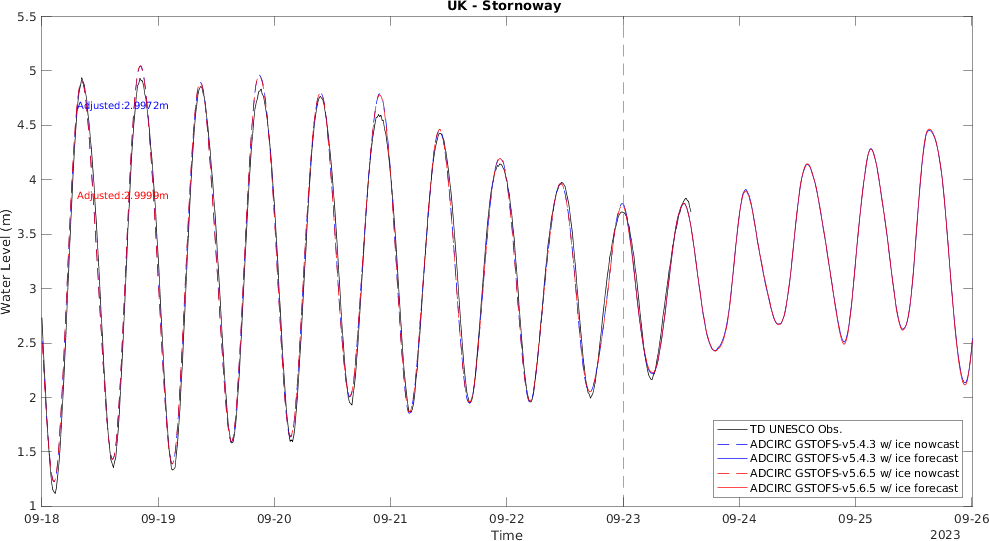 UK - Stornoway
5.5
5
4.5
4
3.5
3
2.5
2
1.5
1
Water Level (m)
Adjusted:2.9972m
Adjusted:2.9999m
TD UNESCO Obs.
ADCIRC GSTOFS-v5.4.3 w/ ice nowcast
ADCIRC GSTOFS-v5.4.3 w/ ice forecast
ADCIRC GSTOFS-v5.6.5 w/ ice nowcast
ADCIRC GSTOFS-v5.6.5 w/ ice forecast
09-18 09-19 09-20 09-21 09-22 09-23 09-24 09-25 09-26
Time
2023